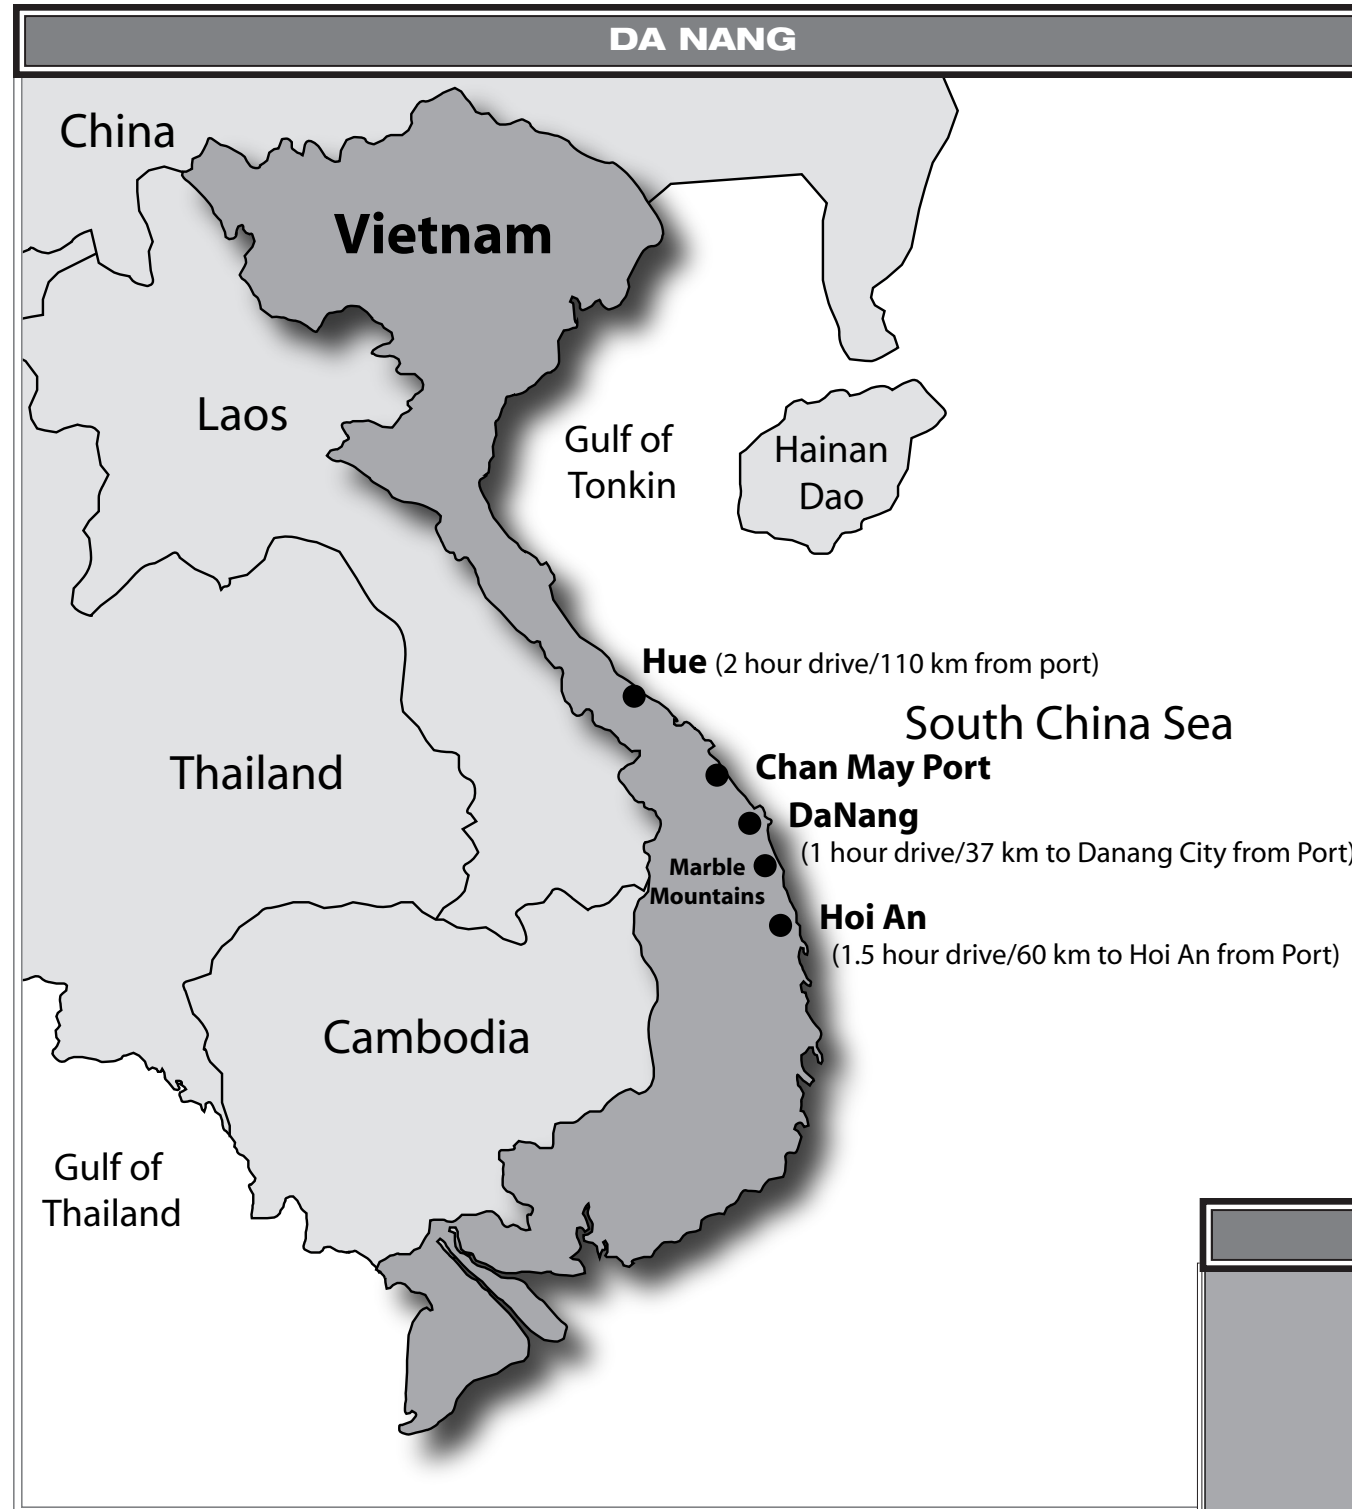 DA NANG
China
Vietnam
Laos
Gulf of
Tonkin
Hainan
Dao
Hue (2 hour drive/110 km from port)
South China Sea
Thailand
Chan May Port
DaNang
(1 hour drive/37 km to Danang City from Port)
Marble
Mountains
Hoi An
(1.5 hour drive/60 km to Hoi An from Port)
Cambodia
Gulf of
Thailand